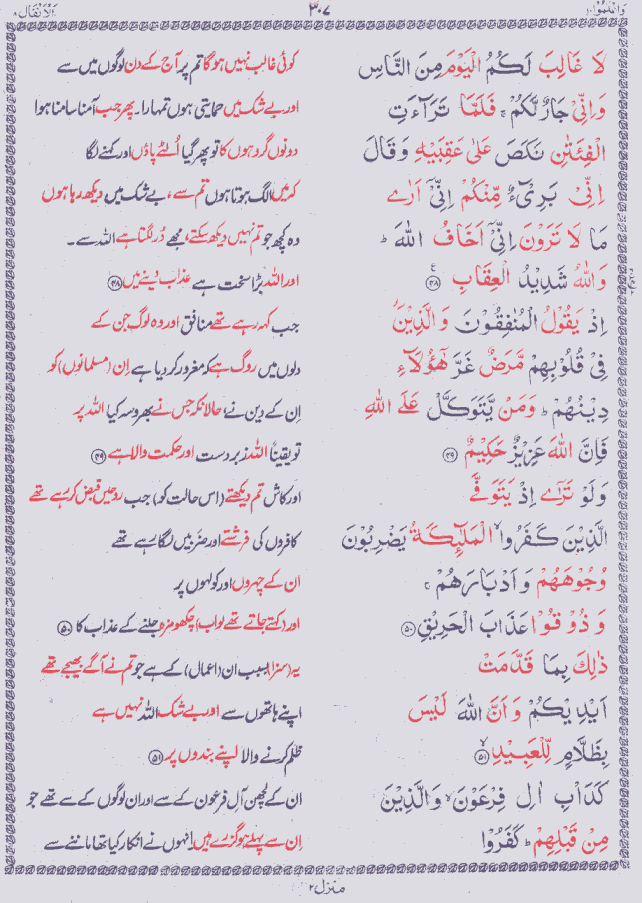 وَاعْلَمُوْا ۱۰
۳۰۷
اَلْاَنْفَال ۸
لَا غَالِبَ لَكُمُ الْيَوْمَ مِنَ النَّاسِ
کوئی غالب نہیں ہوگا تم پر آج کے دن لوگوں میں سے
وَاِنِّيْ جَارٌ لَّكُمْ ۚ فَلَمَّا تَرَآءَتِ
اور بے شک میں حمایتی ہوں تمہارا۔ پھر جب آمنا سامنا ہوا
الْفِئَتٰنِ نَكَصَ عَلٰى عَقِبَيْهِ وَقَالَ
دونوں گروہوں کا تو پھر گیا اُلٹے پاؤں اور کہنے لگا
اِنِّيْ بَرِيْٓءٌ مِّنْكُمْ اِنِّيْٓ اَرٰى
کہ میں الگ ہوتا ہوں تم سے، بے شک میں دیکھ رہا ہوں
مَا لَا تَرَوْنَ اِنِّيْٓ اَخَافُ اللّٰهَ ؕ
وہ کچھ جو تم نہیں دیکھ سکتے، مجھے ڈر لگتا ہے اللہ سے۔
وَاللّٰهُ شَدِيْدُ الْعِقَابِ ۴۸
اور اللہ بڑا سخت ہے عذاب دینے میں ۴۸
اِذْ يَقُوْلُ الْمُنٰفِقُوْنَ وَالَّذِيْنَ
جب کہہ رہے تھے منافق اور وہ لوگ جن کے
فِيْ قُلُوْبِهِمْ مَّرَضٌ غَرَّ هٰٓؤُلَآءِ
دلوں میں روگ ہے کہ مغرور کر دیا ہے اِن (مسلمانوں) کو
دِيْنُهُمْ ؕ وَمَنْ يَّتَوَكَّلْ عَلَى اللّٰهِ
اِن کے دین نے حالانکہ جس نے بھروسہ کیا اللہ پر
فَاِنَّ اللّٰهَ عَزِيْزٌ حَكِيْمٌ ۴۹
تو یقیناً اللہ زبردست اور حکمت والا ہے ۴۹
وَلَوْ تَرٰٓى اِذْ يَتَوَفَّى
اور کاش تم دیکھتے (اس حالت کو) جب روحیں قبض کر رہے تھے
الَّذِيْنَ كَفَرُوا ۙ الْمَلٰٓئِكَةُ يَضْرِبُوْنَ
کافروں کی فرشتے اور ضربیں لگا رہے تھے
وُجُوْهَهُمْ وَاَدْبَارَهُمْ ۚ
ان کے چہروں اور کولہوں پر
وَذُوْقُوْا عَذَابَ الْحَرِيْقِ ۵۰
اور (کہتے جاتے تھے لو اب) چکھو مزہ جلنے کے عذاب کا ۵۰
ذٰلِكَ بِمَا قَدَّمَتْ
یہ (سزا) بسبب ان (اعمال) کے ہے جو تم نے آگے بھیجے تھے
اَيْدِيْكُمْ وَاَنَّ اللّٰهَ لَيْسَ
اپنے ہاتھوں سے اور بے شک اللہ نہیں ہے
بِظَلَّامٍ لِّلْعَبِيْدِ ۙ ۵۱
ظلم کرنے والا اپنے بندوں پر ۵۱
كَدَاْبِ اٰلِ فِرْعَوْنَ ۙ وَالَّذِيْنَ
ان کے لچھن آلِ فرعون کے سے اور ان لوگوں کے سے تھے جو
مِنْ قَبْلِهِمْ ؕ كَفَرُوْا
اِن سے پہلے ہو گزرے ہیں۔ انہوں نے انکار کیا تھا ماننے سے
منزل ۲